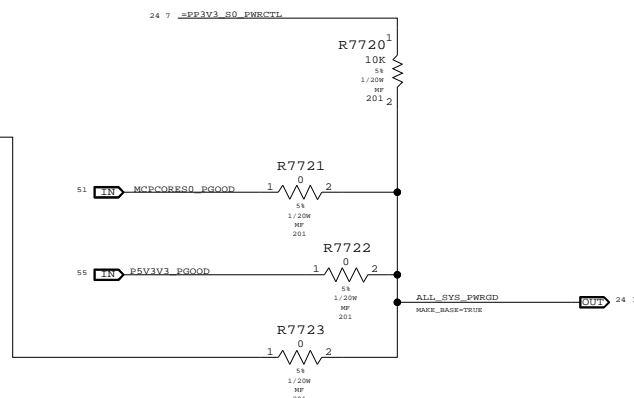 24 7 =PP3V3_S0_PWRCTL
R7720 1
10K
5%
1/20W
MF
201 2
R7721
51 IN MCPCORES0_PGOOD 1 0 2
5%
1/20W
MF
201
R7722
55 IN P5V3V3_PGOOD 1 0 2
5%
1/20W
MF
201
ALL_SYS_PWRGD OUT 24
MAKE_BASE=TRUE
R7723
1 0 2
5%
1/20W
MF